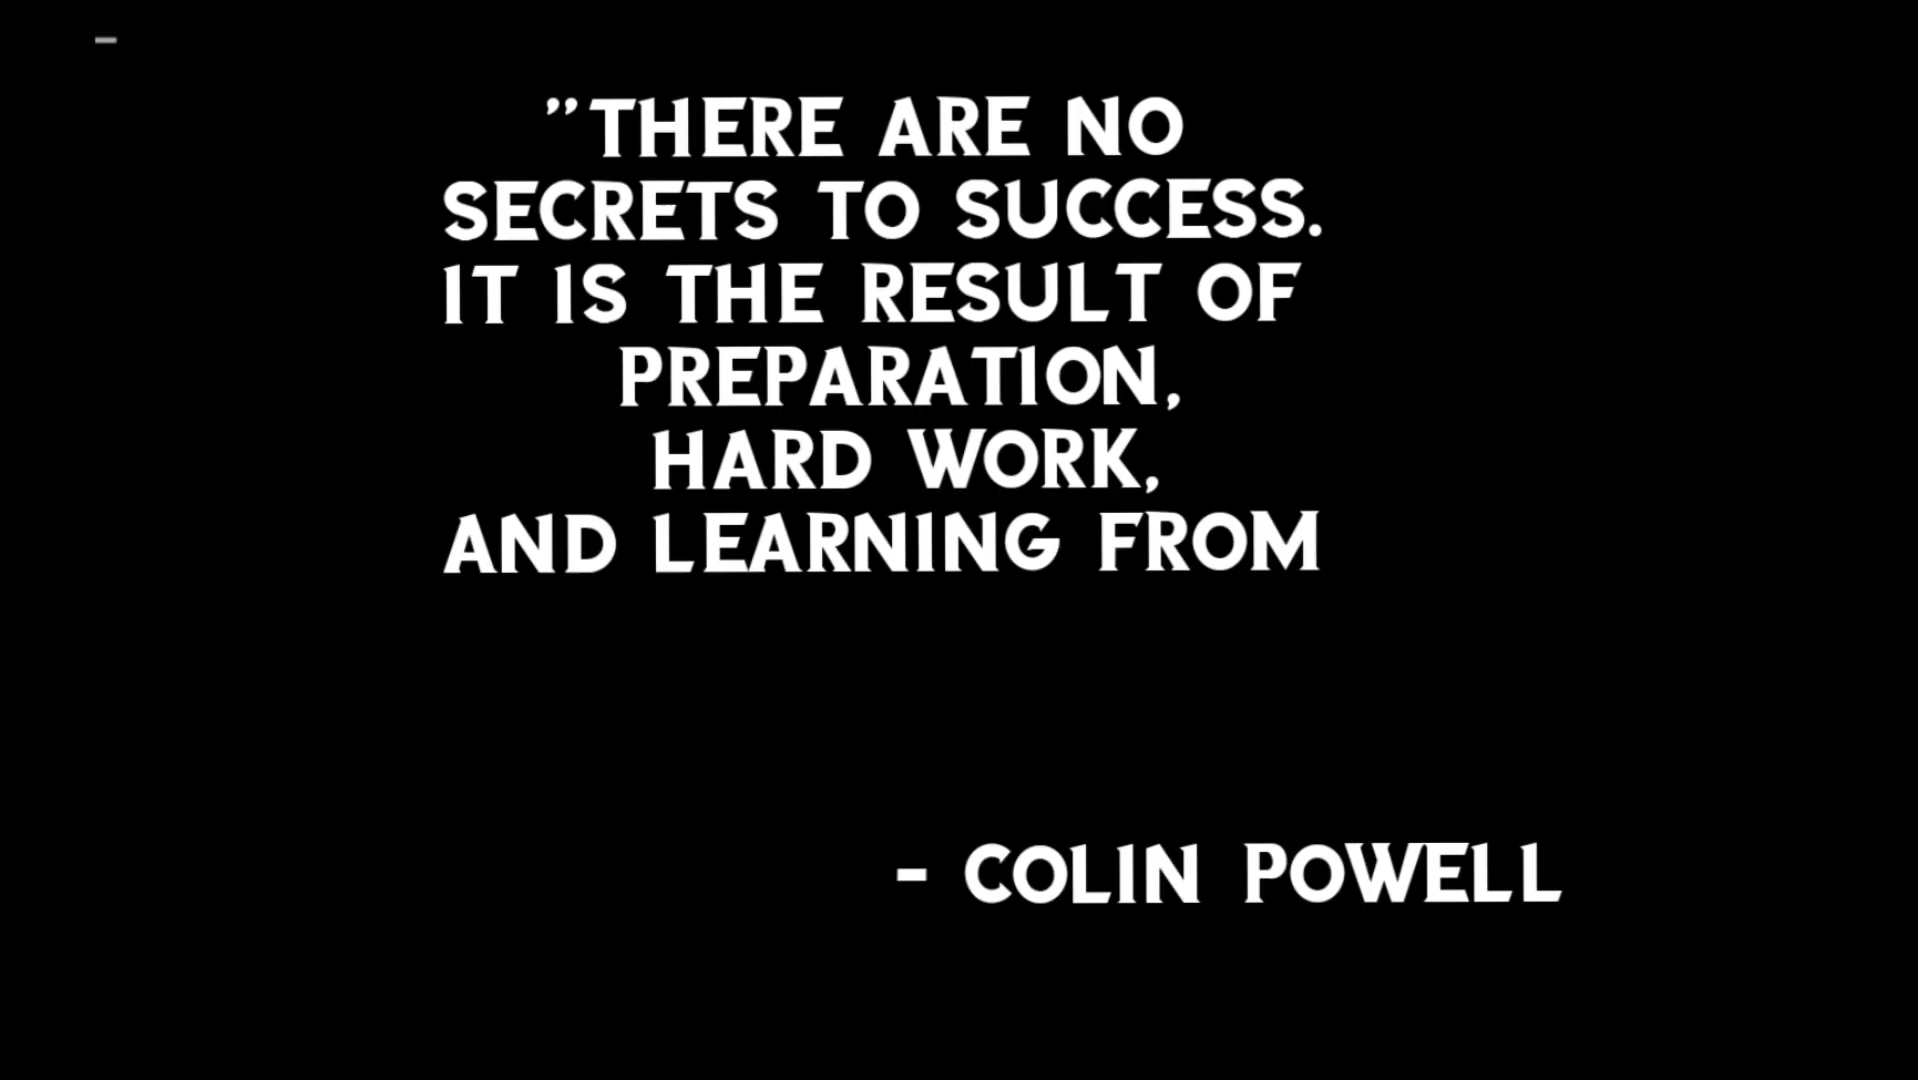 "THERE ARE NO
SECRETS TO SUCCESS.
IT IS THE RESULT OF
PREPARATION,
HARD WORK,
AND LEARNING FROM
- COLIN POWELL